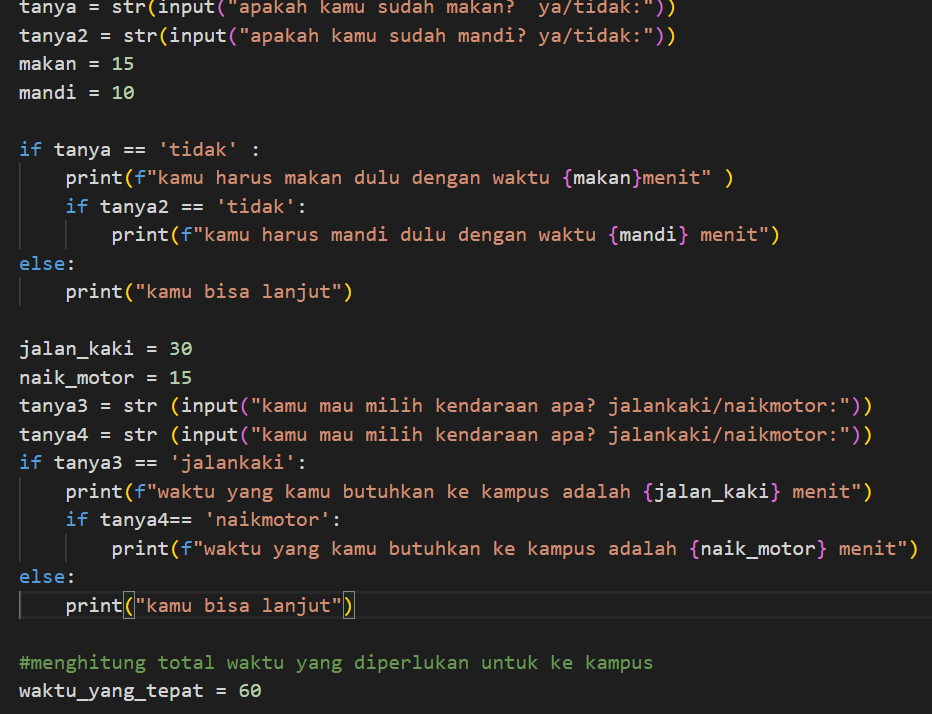 tanya = str(input("apakah kamu sudah makan?  ya/tidak:"))
tanya2 = str(input("apakah kamu sudah mandi? ya/tidak:"))
makan = 15
mandi = 10

if tanya == 'tidak' :
    print(f"kamu harus makan dulu dengan waktu {makan}menit" )
    if tanya2 == 'tidak':
        print(f"kamu harus mandi dulu dengan waktu {mandi} menit")
else:
    print("kamu bisa lanjut")

jalan_kaki = 30
naik_motor = 15
tanya3 = str (input("kamu mau milih kendaraan apa? jalankaki/naikmotor:"))
tanya4 = str (input("kamu mau milih kendaraan apa? jalankaki/naikmotor:"))
if tanya3 == 'jalankaki':
    print(f"waktu yang kamu butuhkan ke kampus adalah {jalan_kaki} menit")
    if tanya4== 'naikmotor':
        print(f"waktu yang kamu butuhkan ke kampus adalah {naik_motor} menit")
else:
    print("kamu bisa lanjut")

#menghitung total waktu yang diperlukan untuk ke kampus
waktu_yang_tepat = 60